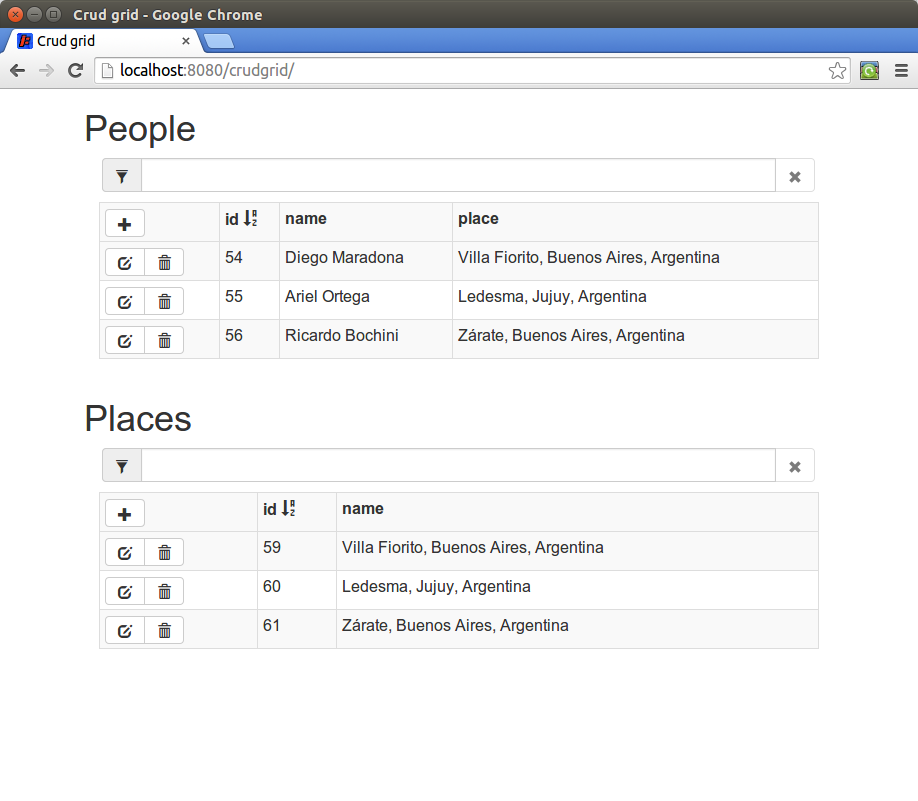 Crud grid - Google Chrome
Crud grid
localhost:8080/crudgrid/
People
id name place
54 Diego Maradona Villa Fiorito, Buenos Aires, Argentina
55 Ariel Ortega Ledesma, Jujuy, Argentina
56 Ricardo Bochini Zárate, Buenos Aires, Argentina
Places
id name
59 Villa Fiorito, Buenos Aires, Argentina
60 Ledesma, Jujuy, Argentina
61 Zárate, Buenos Aires, Argentina